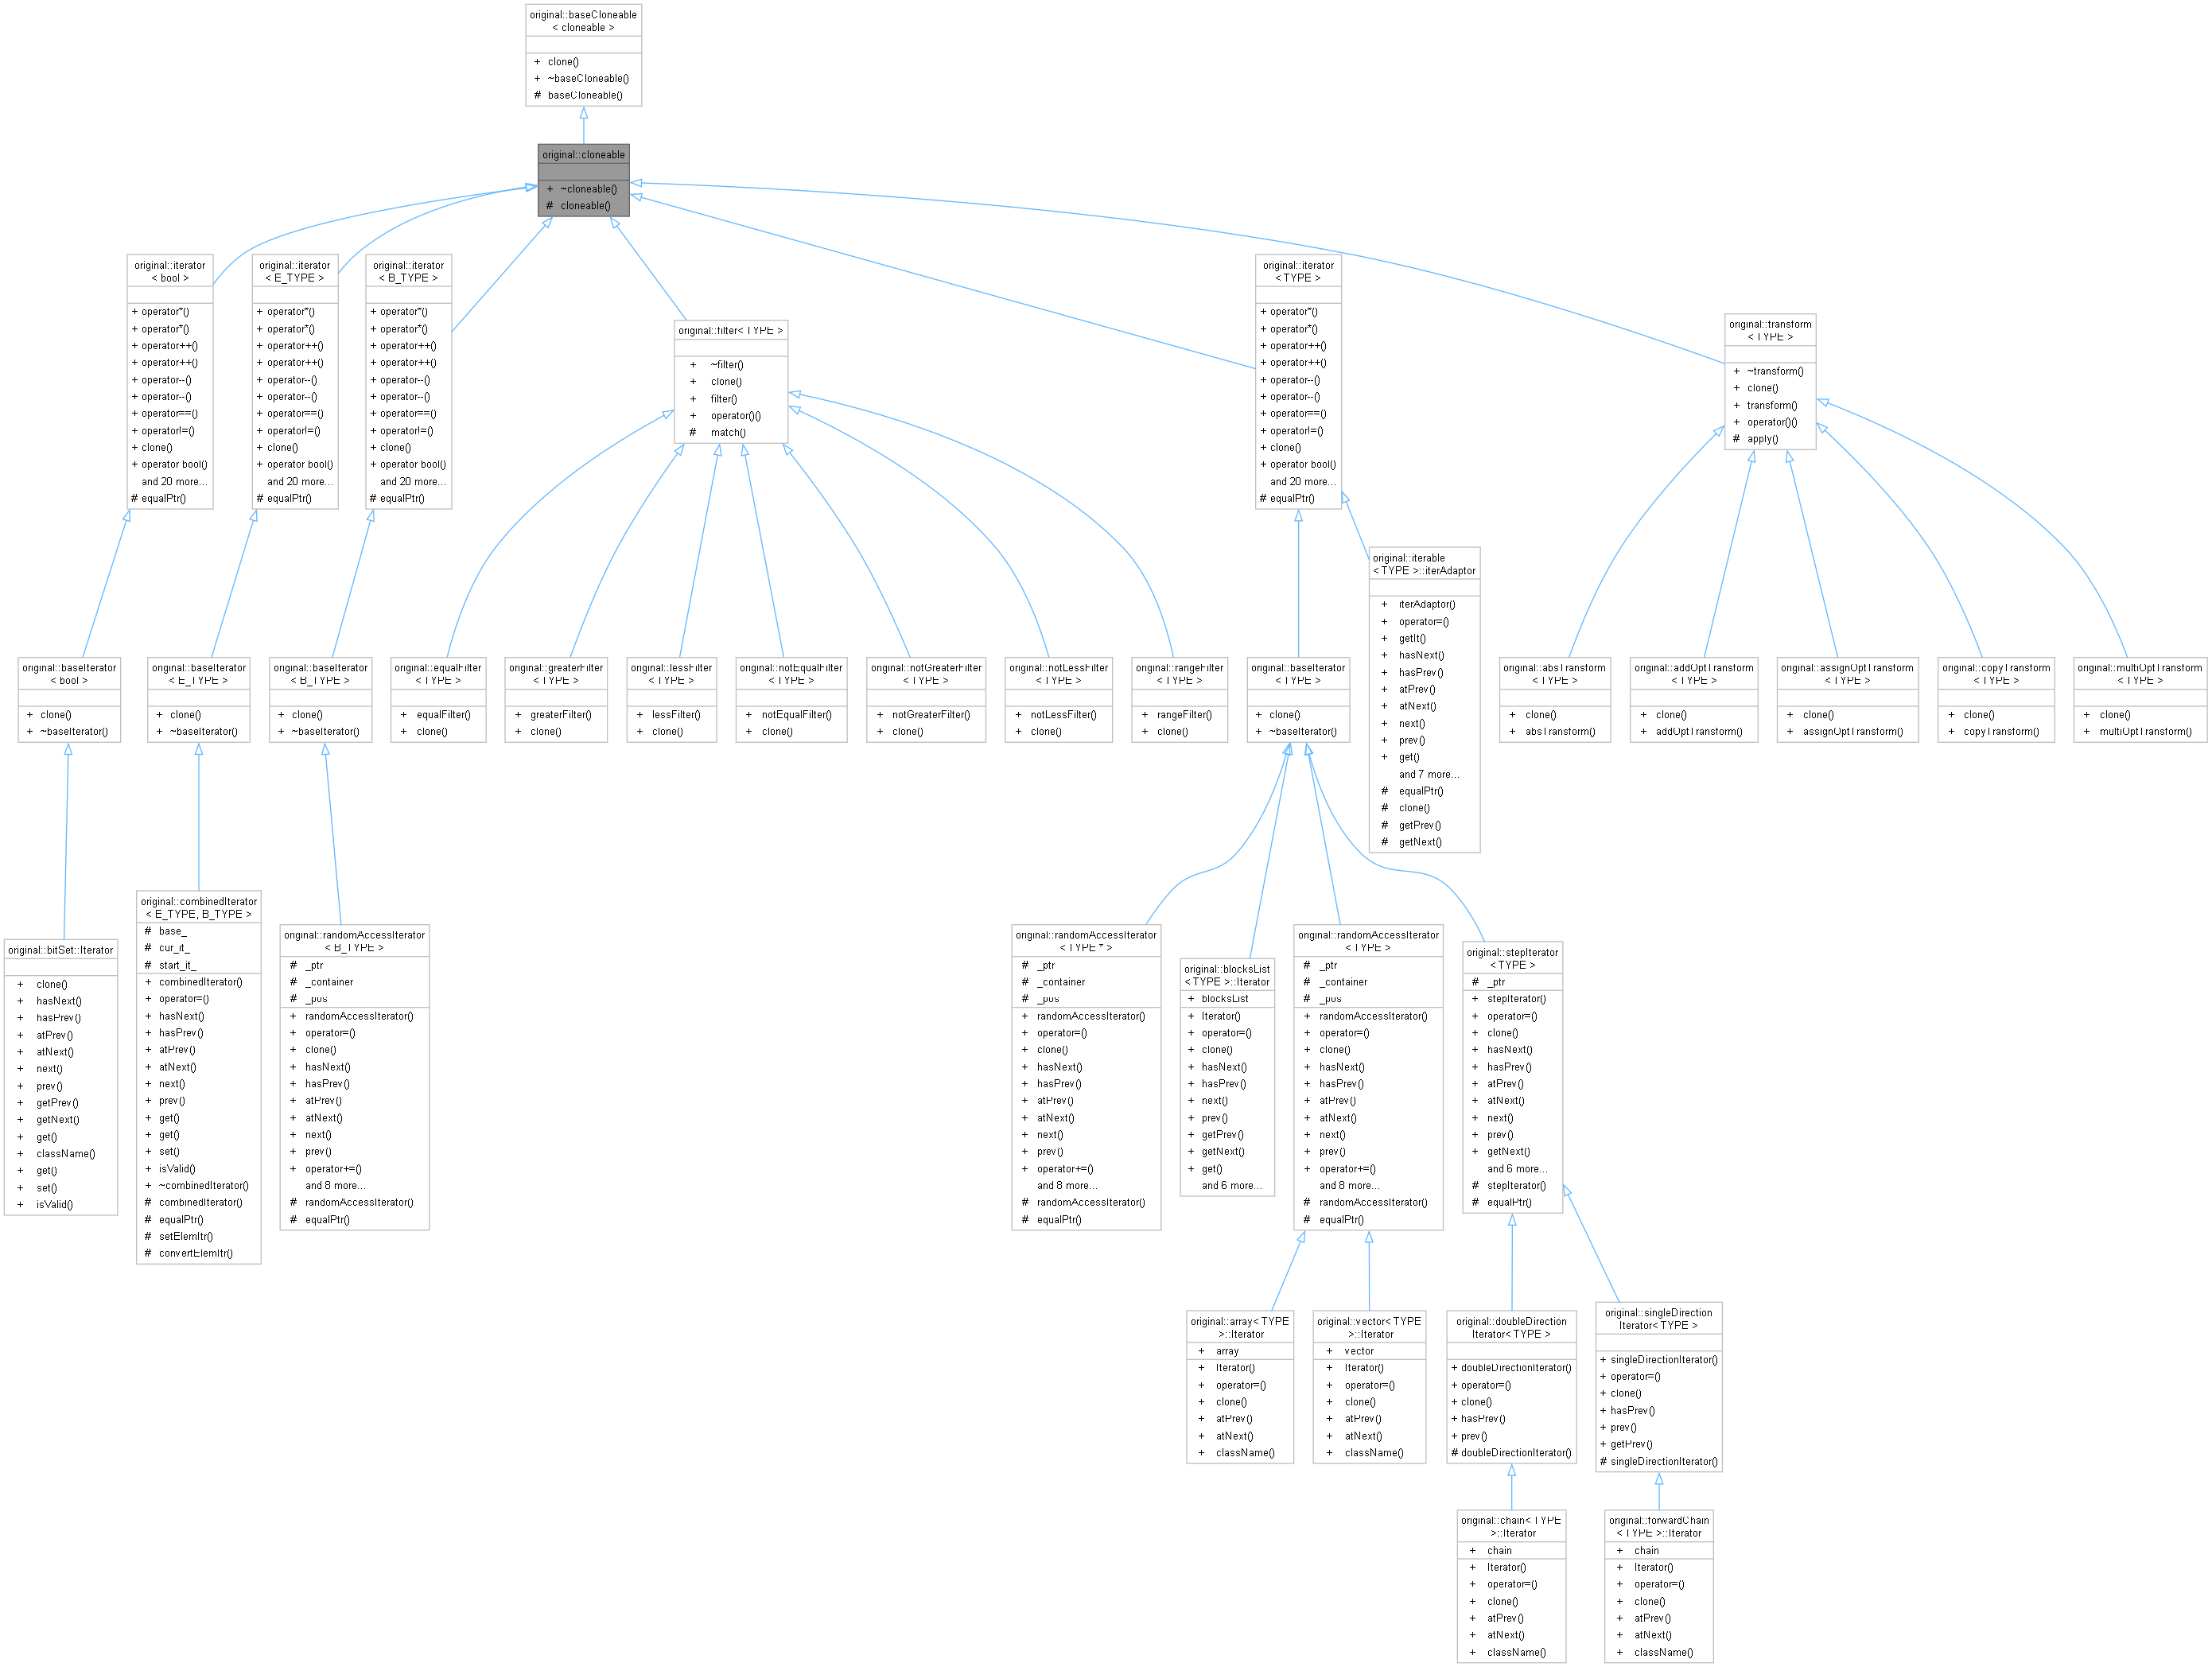 original::baseCloneable
< cloneable >
+ clone()
+ ~baseCloneable()
# baseCloneable()
original::cloneable
+ ~cloneable()
# cloneable()
original::iterator
< bool >
+ operator*()
+ operator*()
+ operator++()
+ operator++()
+ operator--()
+ operator--()
+ operator==()
+ operator!=()
+ clone()
+ operator bool()
and 20 more...
# equalPtr()
original::iterator
< E_TYPE >
+ operator*()
+ operator*()
+ operator++()
+ operator++()
+ operator--()
+ operator--()
+ operator==()
+ operator!=()
+ clone()
+ operator bool()
and 20 more...
# equalPtr()
original::iterator
< B_TYPE >
+ operator*()
+ operator*()
+ operator++()
+ operator++()
+ operator--()
+ operator--()
+ operator==()
+ operator!=()
+ clone()
+ operator bool()
and 20 more...
# equalPtr()
original::filter< TYPE >
+ ~filter()
+ clone()
+ filter()
+ operator()()
# match()
original::iterator
< TYPE >
+ operator*()
+ operator*()
+ operator++()
+ operator++()
+ operator--()
+ operator--()
+ operator==()
+ operator!=()
+ clone()
+ operator bool()
and 20 more...
# equalPtr()
original::transform
< TYPE >
+ ~transform()
+ clone()
+ transform()
+ operator()()
# apply()
original::iterable
< TYPE >::iterAdaptor
+ iterAdaptor()
+ operator=()
+ getIt()
+ hasNext()
+ hasPrev()
+ atPrev()
+ atNext()
+ next()
+ prev()
+ get()
and 7 more...
# equalPtr()
# clone()
# getPrev()
# getNext()
original::baseIterator
< bool >
+ clone()
+ ~baseIterator()
original::baseIterator
< E_TYPE >
+ clone()
+ ~baseIterator()
original::baseIterator
< B_TYPE >
+ clone()
+ ~baseIterator()
original::equalFilter
< TYPE >
+ equalFilter()
+ clone()
original::greaterFilter
< TYPE >
+ greaterFilter()
+ clone()
original::lessFilter
< TYPE >
+ lessFilter()
+ clone()
original::notEqualFilter
< TYPE >
+ notEqualFilter()
+ clone()
original::notGreaterFilter
< TYPE >
+ notGreaterFilter()
+ clone()
original::notLessFilter
< TYPE >
+ notLessFilter()
+ clone()
original::rangeFilter
< TYPE >
+ rangeFilter()
+ clone()
original::baseIterator
< TYPE >
+ clone()
+ ~baseIterator()
original::absTransform
< TYPE >
+ clone()
+ absTransform()
original::addOptTransform
< TYPE >
+ clone()
+ addOptTransform()
original::assignOptTransform
< TYPE >
+ clone()
+ assignOptTransform()
original::copyTransform
< TYPE >
+ clone()
+ copyTransform()
original::multiOptTransform
< TYPE >
+ clone()
+ multiOptTransform()
original::bitSet::Iterator
+ clone()
+ hasNext()
+ hasPrev()
+ atPrev()
+ atNext()
+ next()
+ prev()
+ getPrev()
+ getNext()
+ get()
+ className()
+ get()
+ set()
+ isValid()
original::combinedIterator
< E_TYPE, B_TYPE >
# base_
# cur_it_
# start_it_
+ combinedIterator()
+ operator=()
+ hasNext()
+ hasPrev()
+ atPrev()
+ atNext()
+ next()
+ prev()
+ get()
+ get()
+ set()
+ isValid()
+ ~combinedIterator()
# combinedIterator()
# equalPtr()
# setElemItr()
# convertElemItr()
original::randomAccessIterator
< B_TYPE >
# _ptr
# _container
# _pos
+ randomAccessIterator()
+ operator=()
+ clone()
+ hasNext()
+ hasPrev()
+ atPrev()
+ atNext()
+ next()
+ prev()
+ operator+=()
and 8 more...
# randomAccessIterator()
# equalPtr()
original::randomAccessIterator
< TYPE * >
# _ptr
# _container
# _pos
+ randomAccessIterator()
+ operator=()
+ clone()
+ hasNext()
+ hasPrev()
+ atPrev()
+ atNext()
+ next()
+ prev()
+ operator+=()
and 8 more...
# randomAccessIterator()
# equalPtr()
original::blocksList
< TYPE >::Iterator
+ blocksList
+ Iterator()
+ operator=()
+ clone()
+ hasNext()
+ hasPrev()
+ next()
+ prev()
+ getPrev()
+ getNext()
+ get()
and 6 more...
original::randomAccessIterator
< TYPE >
# _ptr
# _container
# _pos
+ randomAccessIterator()
+ operator=()
+ clone()
+ hasNext()
+ hasPrev()
+ atPrev()
+ atNext()
+ next()
+ prev()
+ operator+=()
and 8 more...
# randomAccessIterator()
# equalPtr()
original::stepIterator
< TYPE >
# _ptr
+ stepIterator()
+ operator=()
+ clone()
+ hasNext()
+ hasPrev()
+ atPrev()
+ atNext()
+ next()
+ prev()
+ getNext()
and 6 more...
# stepIterator()
# equalPtr()
original::array< TYPE
>::Iterator
+ array
+ Iterator()
+ operator=()
+ clone()
+ atPrev()
+ atNext()
+ className()
original::vector< TYPE
>::Iterator
+ vector
+ Iterator()
+ operator=()
+ clone()
+ atPrev()
+ atNext()
+ className()
original::doubleDirection
Iterator< TYPE >
+ doubleDirectionIterator()
+ operator=()
+ clone()
+ hasPrev()
+ prev()
# doubleDirectionIterator()
original::singleDirection
Iterator< TYPE >
+ singleDirectionIterator()
+ operator=()
+ clone()
+ hasPrev()
+ prev()
+ getPrev()
# singleDirectionIterator()
original::chain< TYPE
>::Iterator
+ chain
+ Iterator()
+ operator=()
+ clone()
+ atPrev()
+ atNext()
+ className()
original::forwardChain
< TYPE >::Iterator
+ chain
+ Iterator()
+ operator=()
+ clone()
+ atPrev()
+ atNext()
+ className()